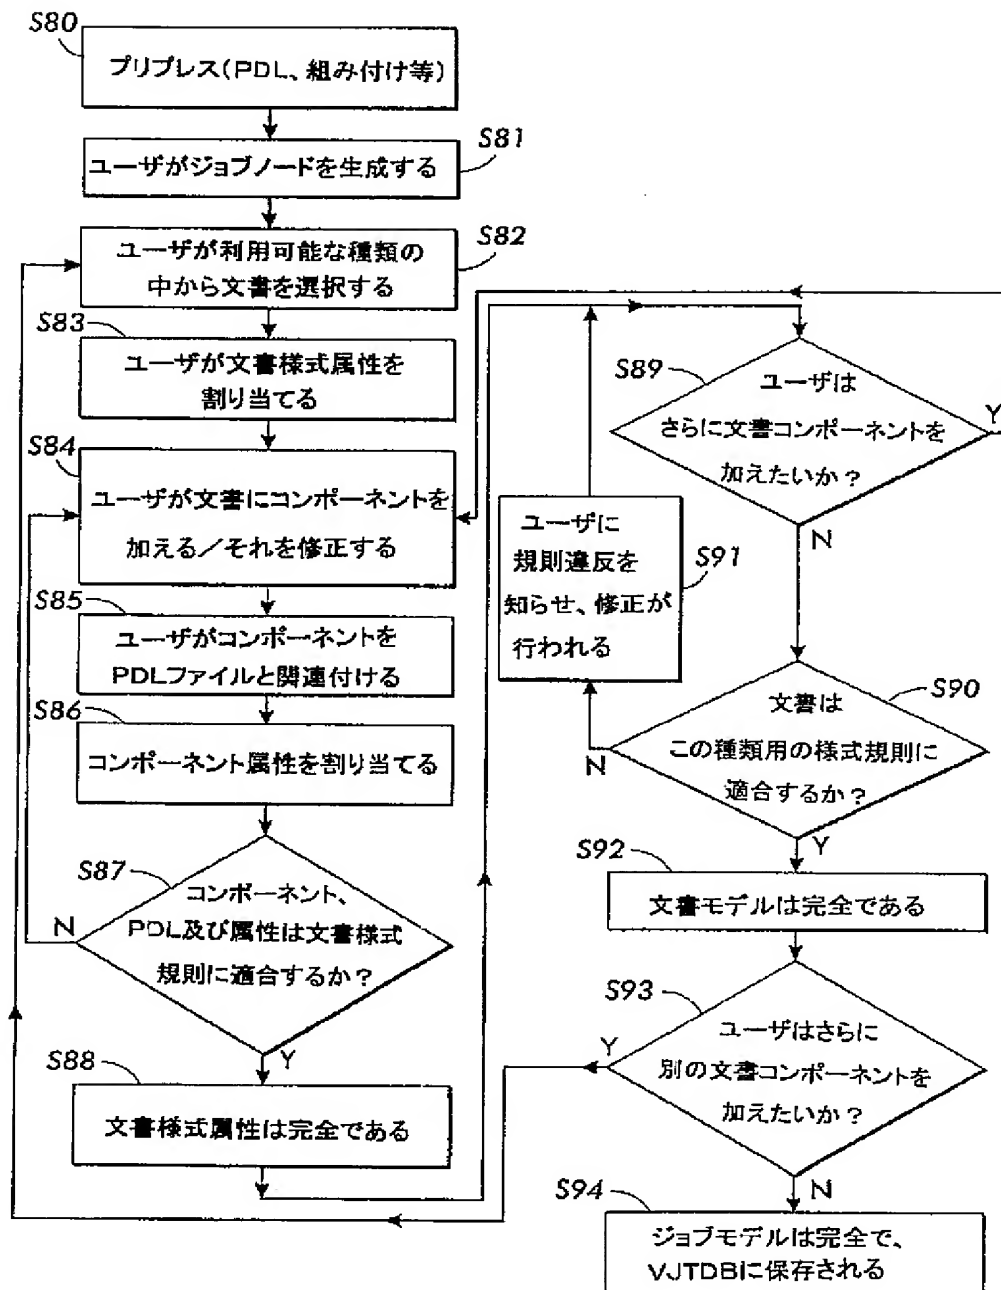 S80
プリプレス(PDL、組み付け等)
S81
ユーザがジョブノードを生成する
S82
ユーザが利用可能な種類の
中から文書を選択する
S83
ユーザが文書様式属性を
割り当てる
S84
ユーザが文書にコンポーネントを
加える/それを修正する
S85
ユーザがコンポーネントを
PDLファイルと関連付ける
S86
コンポーネント属性を割り当てる
S87
コンポーネント、
PDL及び属性は文書様式
規則に適合するか?
N
Y
S88
文書様式属性は完全である
S89
ユーザは
さらに文書コンポーネントを
加えたいか?
Y
N
S91
ユーザに
規則違反を
知らせ、修正が
行われる
S90
文書は
この種類用の様式規則に
適合するか?
N
Y
S92
文書モデルは完全である
S93
ユーザはさらに
別の文書コンポーネントを
加えたいか?
Y
N
S94
ジョブモデルは完全で、
VJTDBに保存される